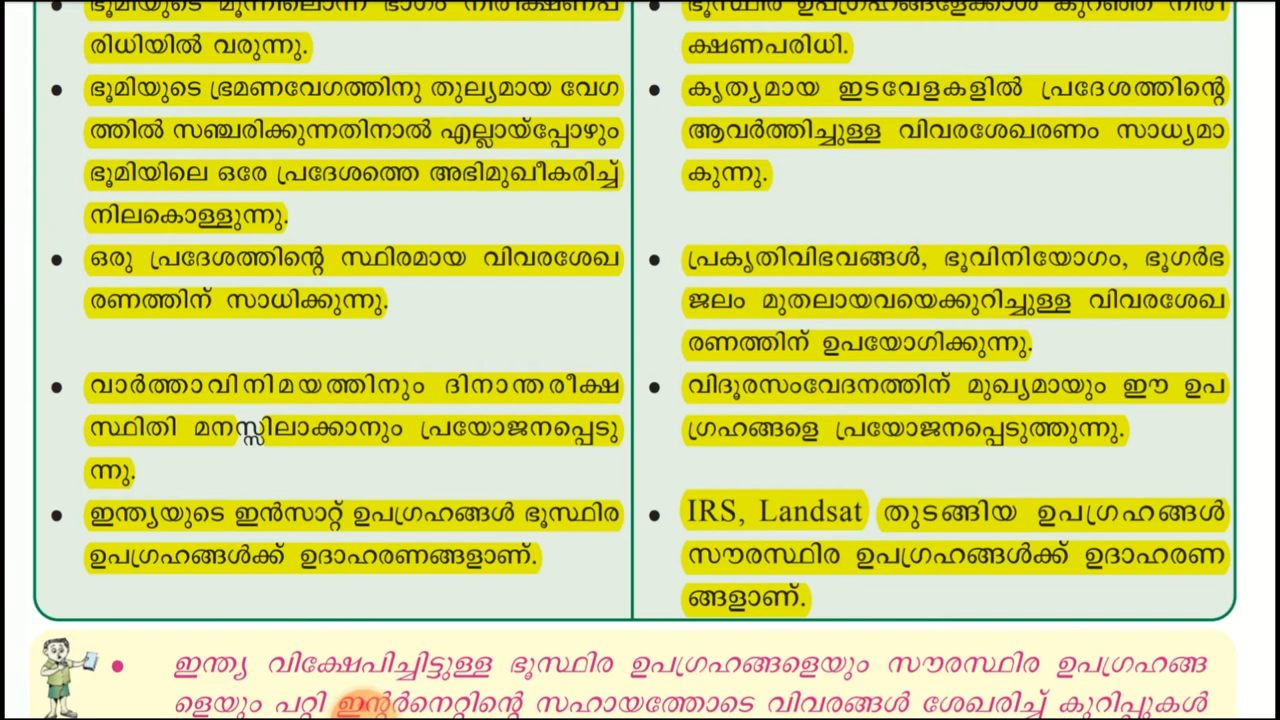 ഭൂമിയുടെ മൂന്നിലൊന്ന് ഭാഗം നിരീക്ഷണപ
രിധിയിൽ വരുന്നു.
• ഭൂമിയുടെ ഭ്രമണവേഗത്തിനു തുല്യമായ വേഗ
ത്തിൽ സഞ്ചരിക്കുന്നതിനാൽ എല്ലായ്പ്പോഴും
ഭൂമിയിലെ ഒരേ പ്രദേശത്തെ അഭിമുഖീകരിച്ച്
നിലകൊള്ളുന്നു.
• ഒരു പ്രദേശത്തിന്റെ സ്ഥിരമായ വിവരശേഖ
രണത്തിന് സാധിക്കുന്നു.
• വാർത്താവിനിമയത്തിനും ദിനാന്തരീക്ഷ
സ്ഥിതി മനസ്സിലാക്കാനും പ്രയോജനപ്പെടു
ന്നു.
• ഇന്ത്യയുടെ ഇൻസാറ്റ് ഉപഗ്രഹങ്ങൾ ഭൂസ്ഥിര
ഉപഗ്രഹങ്ങൾക്ക് ഉദാഹരണങ്ങളാണ്.
• ഭൂസ്ഥിര ഉപഗ്രഹങ്ങളേക്കാൾ കുറഞ്ഞ നിരീ
ക്ഷണപരിധി.
• കൃത്യമായ ഇടവേളകളിൽ പ്രദേശത്തിന്റെ
ആവർത്തിച്ചുള്ള വിവരശേഖരണം സാധ്യമാ
കുന്നു.
• പ്രകൃതിവിഭവങ്ങൾ, ഭൂവിനിയോഗം, ഭൂഗർഭ
ജലം മുതലായവയെക്കുറിച്ചുള്ള വിവരശേഖ
രണത്തിന് ഉപയോഗിക്കുന്നു.
• വിദൂരസംവേദനത്തിന് മുഖ്യമായും ഈ ഉപ
ഗ്രഹങ്ങളെ പ്രയോജനപ്പെടുത്തുന്നു.
• IRS, Landsat തുടങ്ങിയ ഉപഗ്രഹങ്ങൾ
സൗരസ്ഥിര ഉപഗ്രഹങ്ങൾക്ക് ഉദാഹരണ
ങ്ങളാണ്.
• ഇന്ത്യ വിക്ഷേപിച്ചിട്ടുള്ള ഭൂസ്ഥിര ഉപഗ്രഹങ്ങളെയും സൗരസ്ഥിര ഉപഗ്രഹങ്ങ
ളെയും പറ്റി ഇന്റർനെറ്റിന്റെ സഹായത്തോടെ വിവരങ്ങൾ ശേഖരിച്ച് കുറിപ്പുകൾ